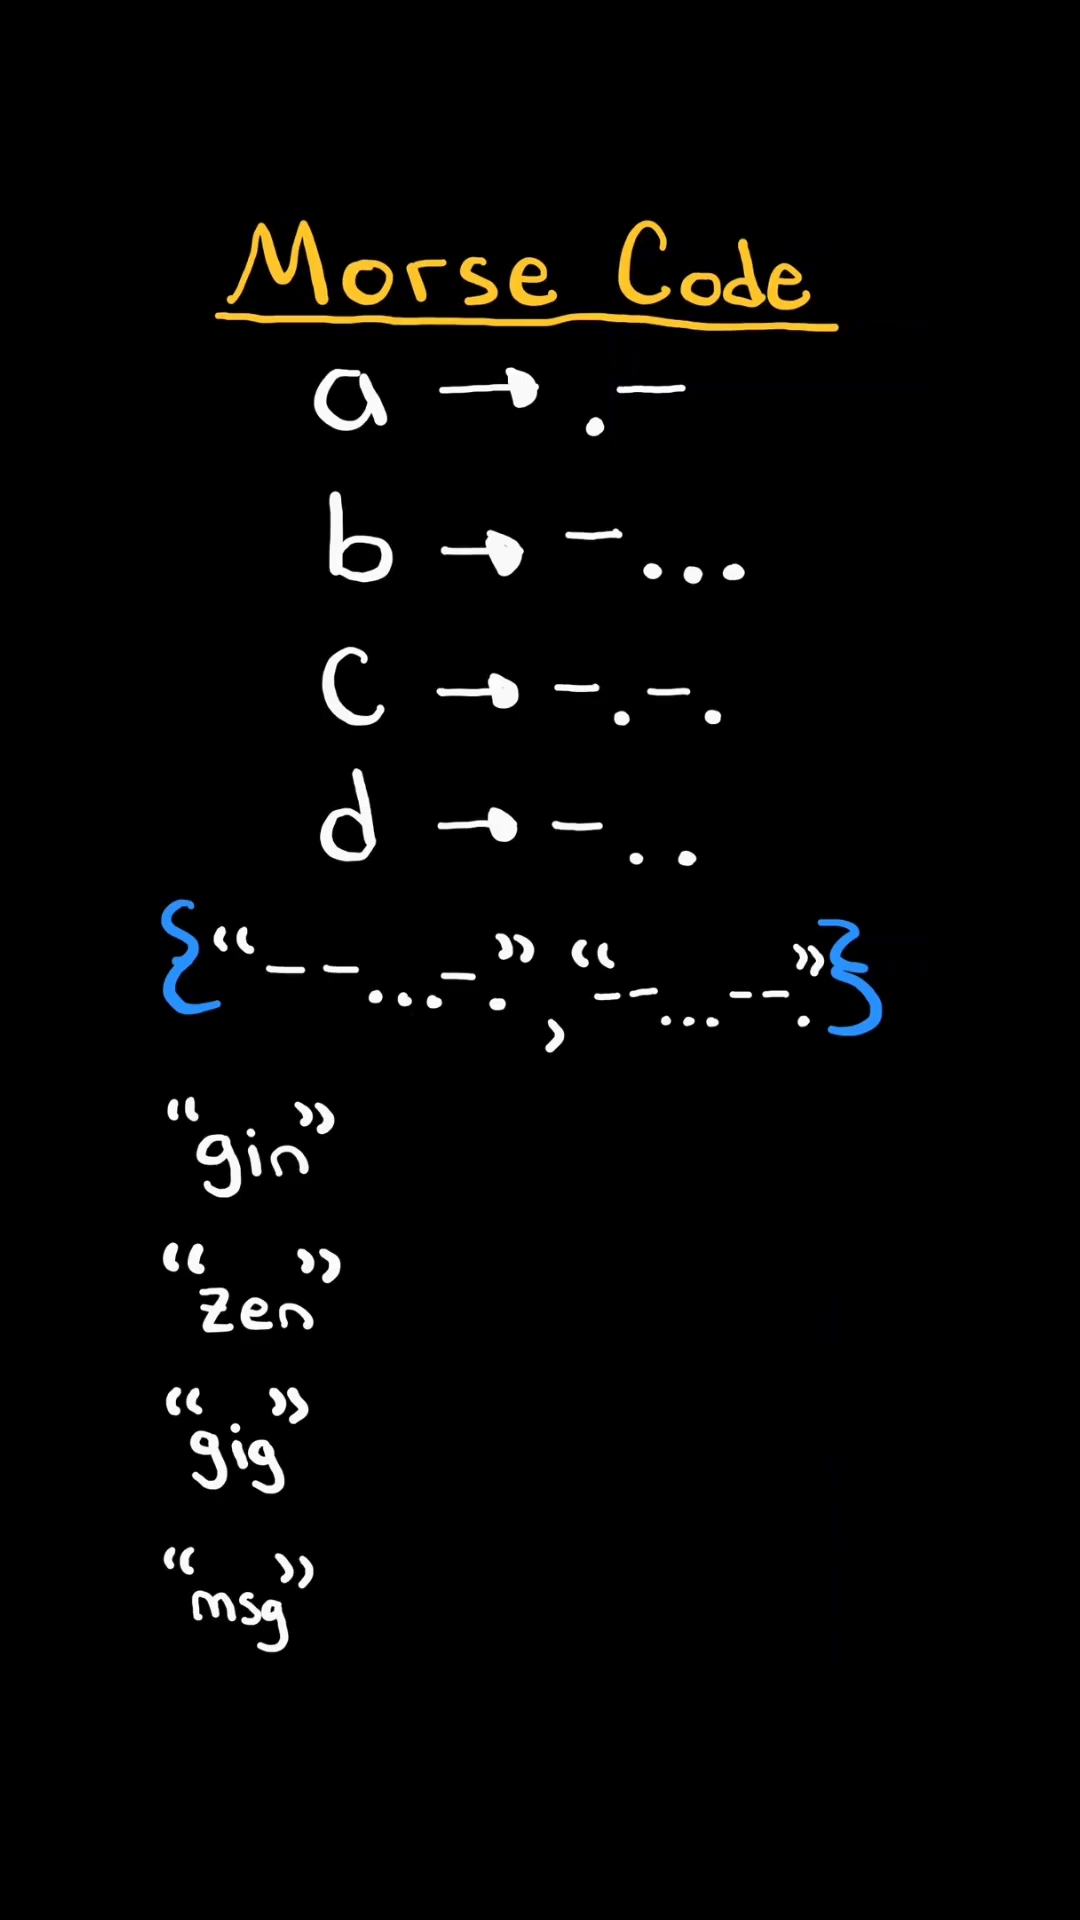 Morse Code
a → .-
b → -...
c → -.-.
d → -..
{“--...-.”, “--...--.”}
“gin”
“zen”
“gig”
“msg”